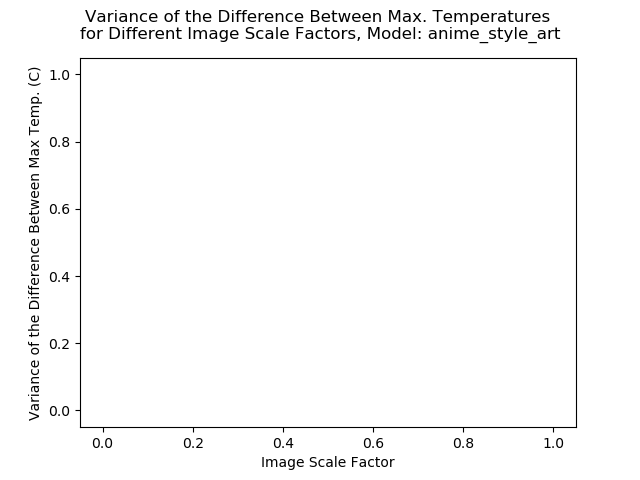 Variance of the Difference Between Max. Temperatures
for Different Image Scale Factors, Model: anime_style_art
Variance of the Difference Between Max Temp. (C)
1.0
0.8
0.6
0.4
0.2
0.0
0.0 0.2 0.4 0.6 0.8 1.0
Image Scale Factor